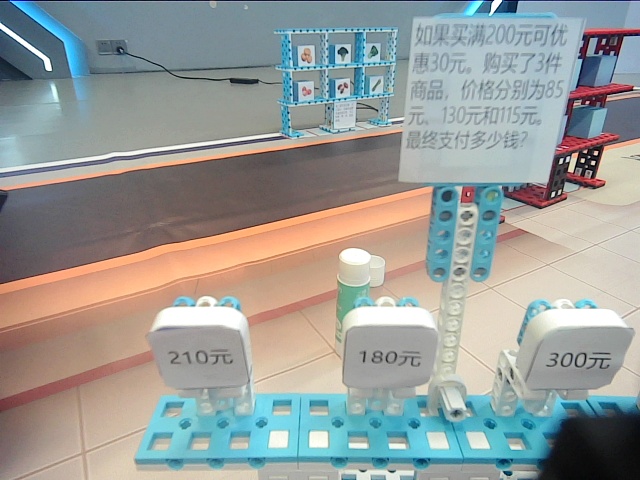 如果买满200元可优
惠30元。购买了3件
商品，价格分别为85
元、130元和115元。
最终支付多少钱?
210元
180元
300元